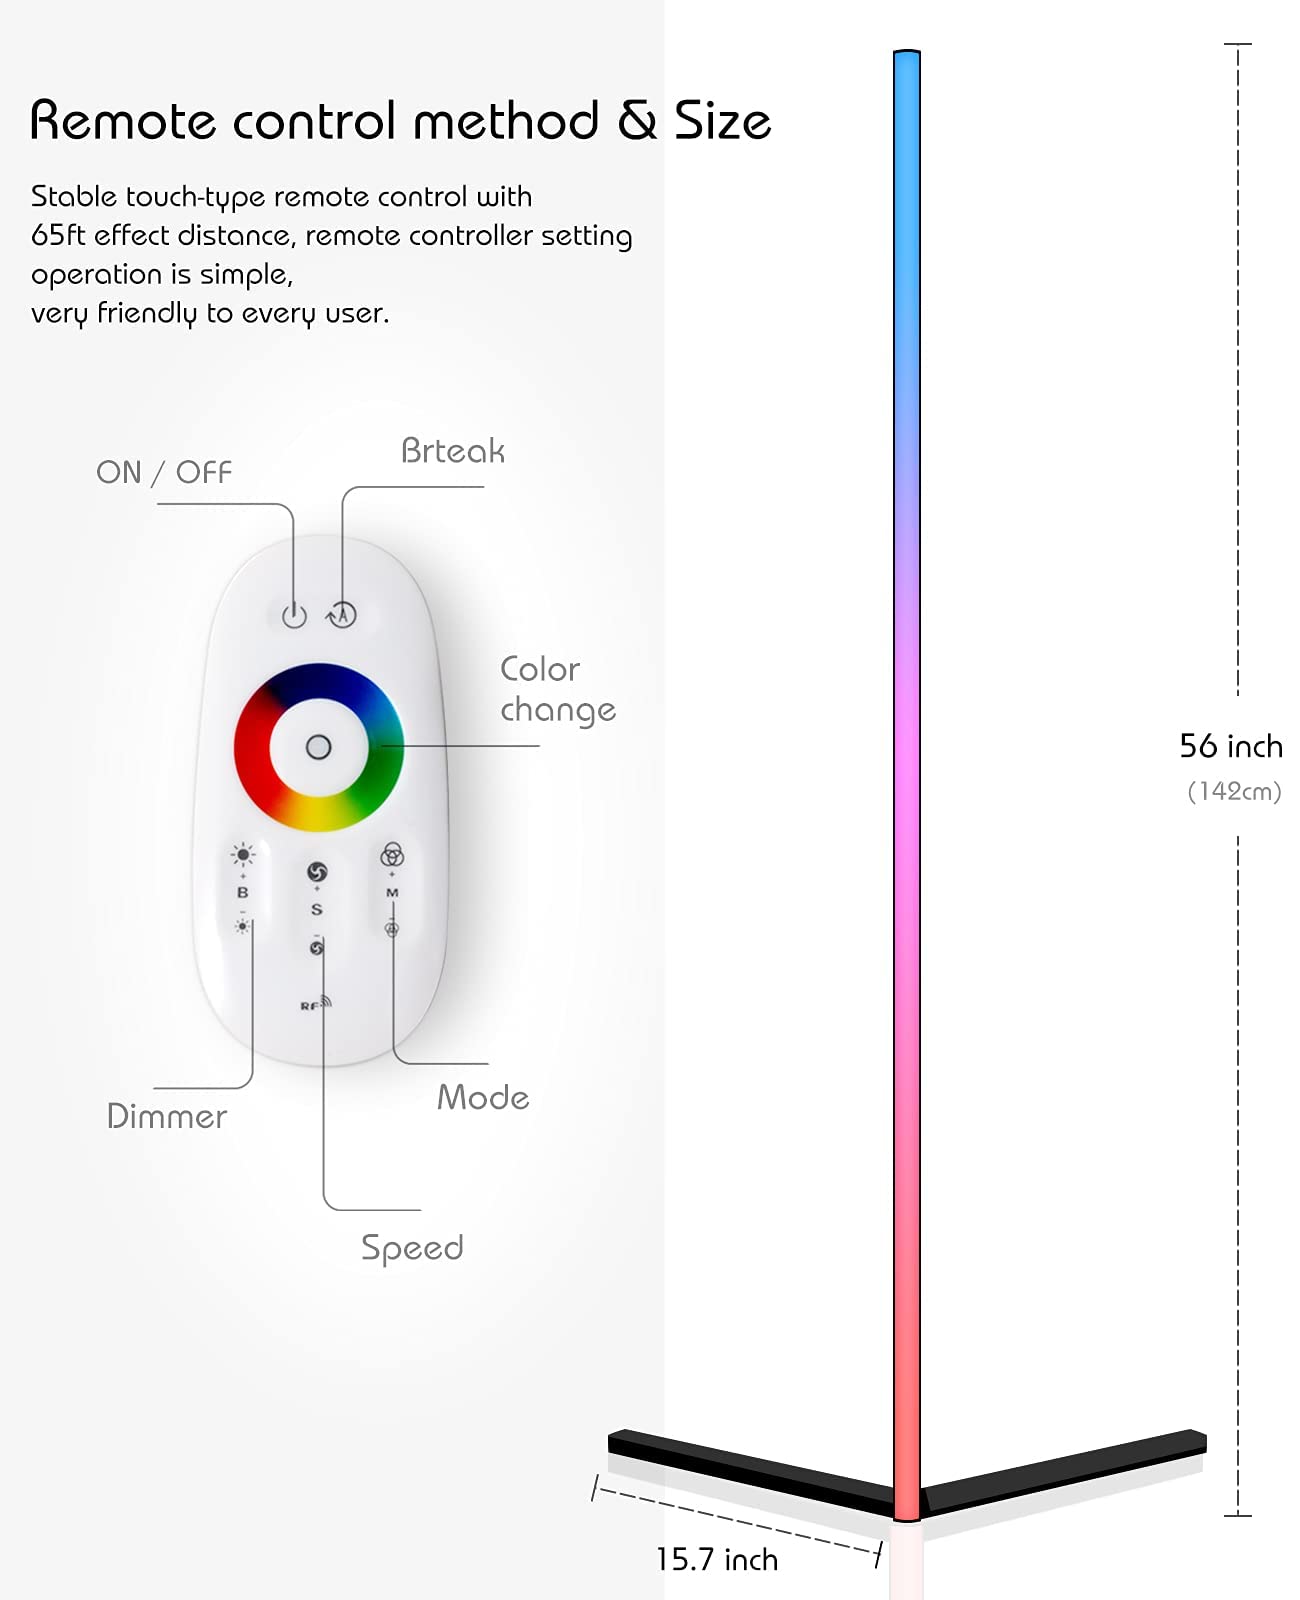 Remote control method & Size
Stable touch-type remote control with
65ft effect distance, remote controller setting
operation is simple,
very friendly to every user.
ON / OFF
Brteak
A
Color
change
B
S
M
RF
Dimmer
Mode
Speed
56 inch
(142cm)
15.7 inch